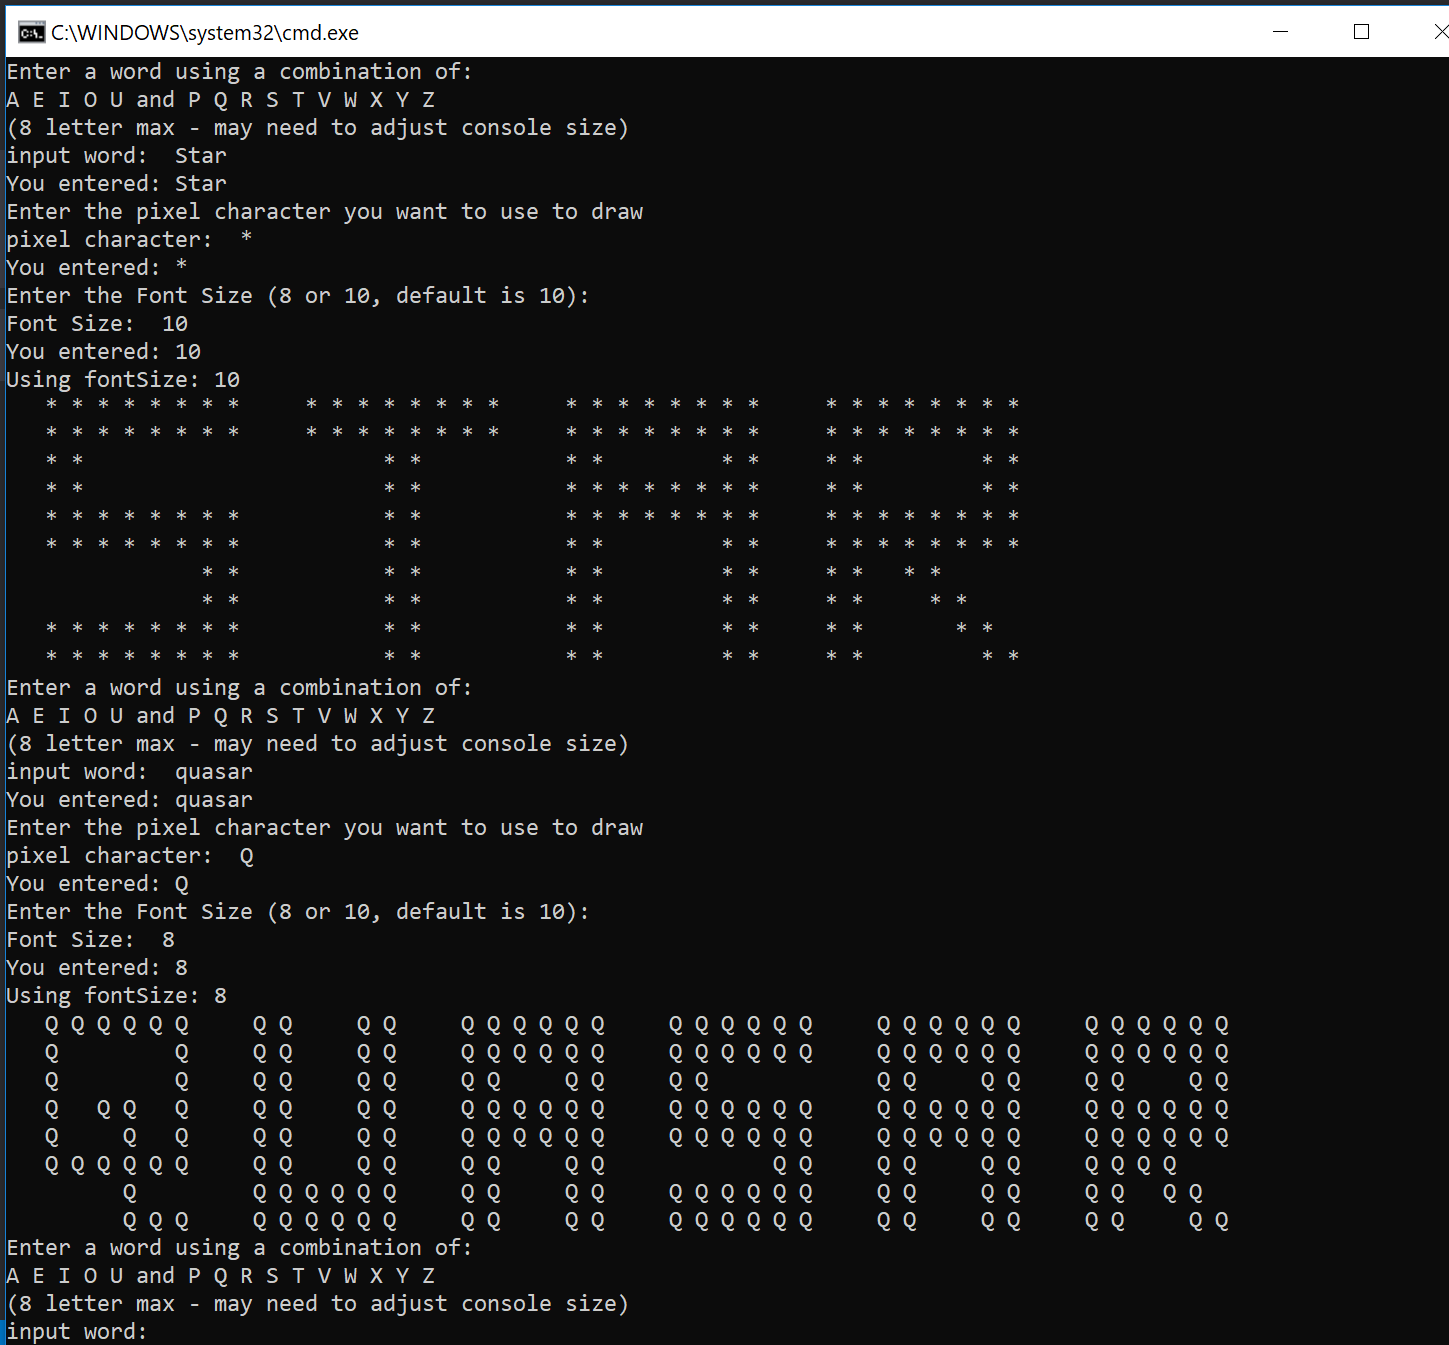 C:\WINDOWS\system32\cmd.exe
Enter a word using a combination of:
A E I O U and P Q R S T V W X Y Z
(8 letter max - may need to adjust console size)
input word:  Star
You entered: Star
Enter the pixel character you want to use to draw
pixel character:  *
You entered: *
Enter the Font Size (8 or 10, default is 10):
Font Size:  10
You entered: 10
Using fontSize: 10
   * * * * * * * *     * * * * * * * *     * * * * * * * *     * * * * * * * *
   * * * * * * * *     * * * * * * * *     * * * * * * * *     * * * * * * * *
   * *                       * *           * *         * *     * *         * *
   * *                       * *           * * * * * * * *     * *         * *
   * * * * * * * *           * *           * * * * * * * *     * * * * * * * *
   * * * * * * * *           * *           * *         * *     * * * * * * * *
               * *           * *           * *         * *     * *   * *
               * *           * *           * *         * *     * *     * *
   * * * * * * * *           * *           * *         * *     * *       * *
   * * * * * * * *           * *           * *         * *     * *         * *
Enter a word using a combination of:
A E I O U and P Q R S T V W X Y Z
(8 letter max - may need to adjust console size)
input word:  quasar
You entered: quasar
Enter the pixel character you want to use to draw
pixel character:  Q
You entered: Q
Enter the Font Size (8 or 10, default is 10):
Font Size:  8
You entered: 8
Using fontSize: 8
   Q Q Q Q Q Q     Q Q     Q Q     Q Q Q Q Q Q     Q Q Q Q Q Q     Q Q Q Q Q Q     Q Q Q Q Q Q
   Q         Q     Q Q     Q Q     Q Q Q Q Q Q     Q Q Q Q Q Q     Q Q Q Q Q Q     Q Q Q Q Q Q
   Q         Q     Q Q     Q Q     Q Q     Q Q     Q Q             Q Q     Q Q     Q Q     Q Q
   Q   Q Q   Q     Q Q     Q Q     Q Q Q Q Q Q     Q Q Q Q Q Q     Q Q Q Q Q Q     Q Q Q Q Q Q
   Q     Q   Q     Q Q     Q Q     Q Q Q Q Q Q     Q Q Q Q Q Q     Q Q Q Q Q Q     Q Q Q Q Q Q
   Q Q Q Q Q Q     Q Q     Q Q     Q Q     Q Q             Q Q     Q Q     Q Q     Q Q Q Q
         Q         Q Q Q Q Q Q     Q Q     Q Q     Q Q Q Q Q Q     Q Q     Q Q     Q Q   Q Q
         Q Q Q     Q Q Q Q Q Q     Q Q     Q Q     Q Q Q Q Q Q     Q Q     Q Q     Q Q     Q Q
Enter a word using a combination of:
A E I O U and P Q R S T V W X Y Z
(8 letter max - may need to adjust console size)
input word: